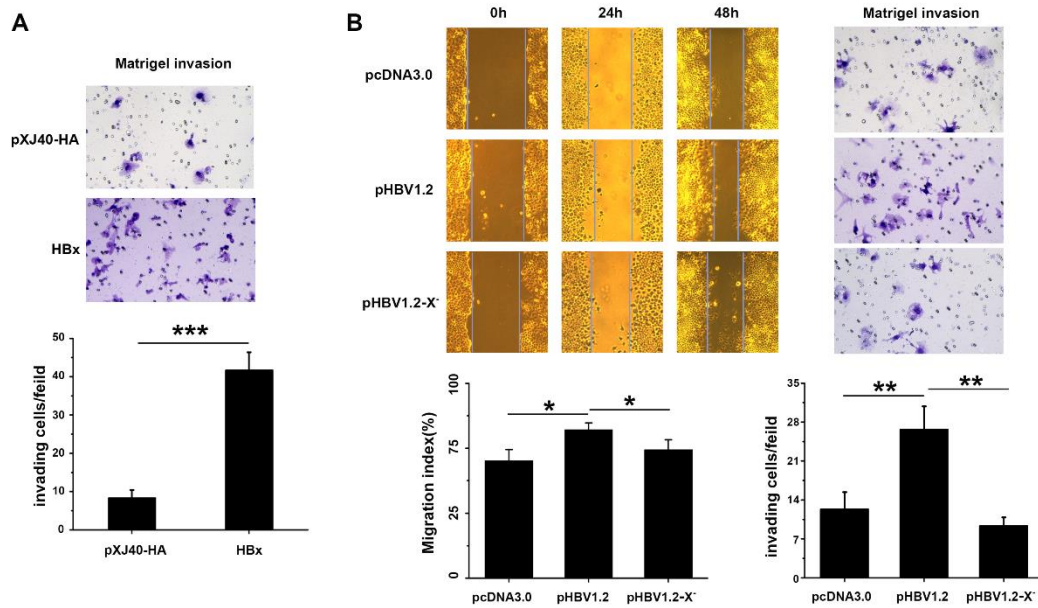 A
Matrigel invasion
pXJ40-HA
HBx
***
invading cells/feild
50
40
30
20
10
0
pXJ40-HA HBx
B
0h 24h 48h Matrigel invasion
pcDNA3.0
pHBV1.2
pHBV1.2-X⁻
Migration index(%)
100
75
25
0
* *
pcDNA3.0 pHBV1.2 pHBV1.2-X⁻
invading cells/feild
35
28
21
14
7
0
** **
pcDNA3.0 pHBV1.2 pHBV1.2-X⁻